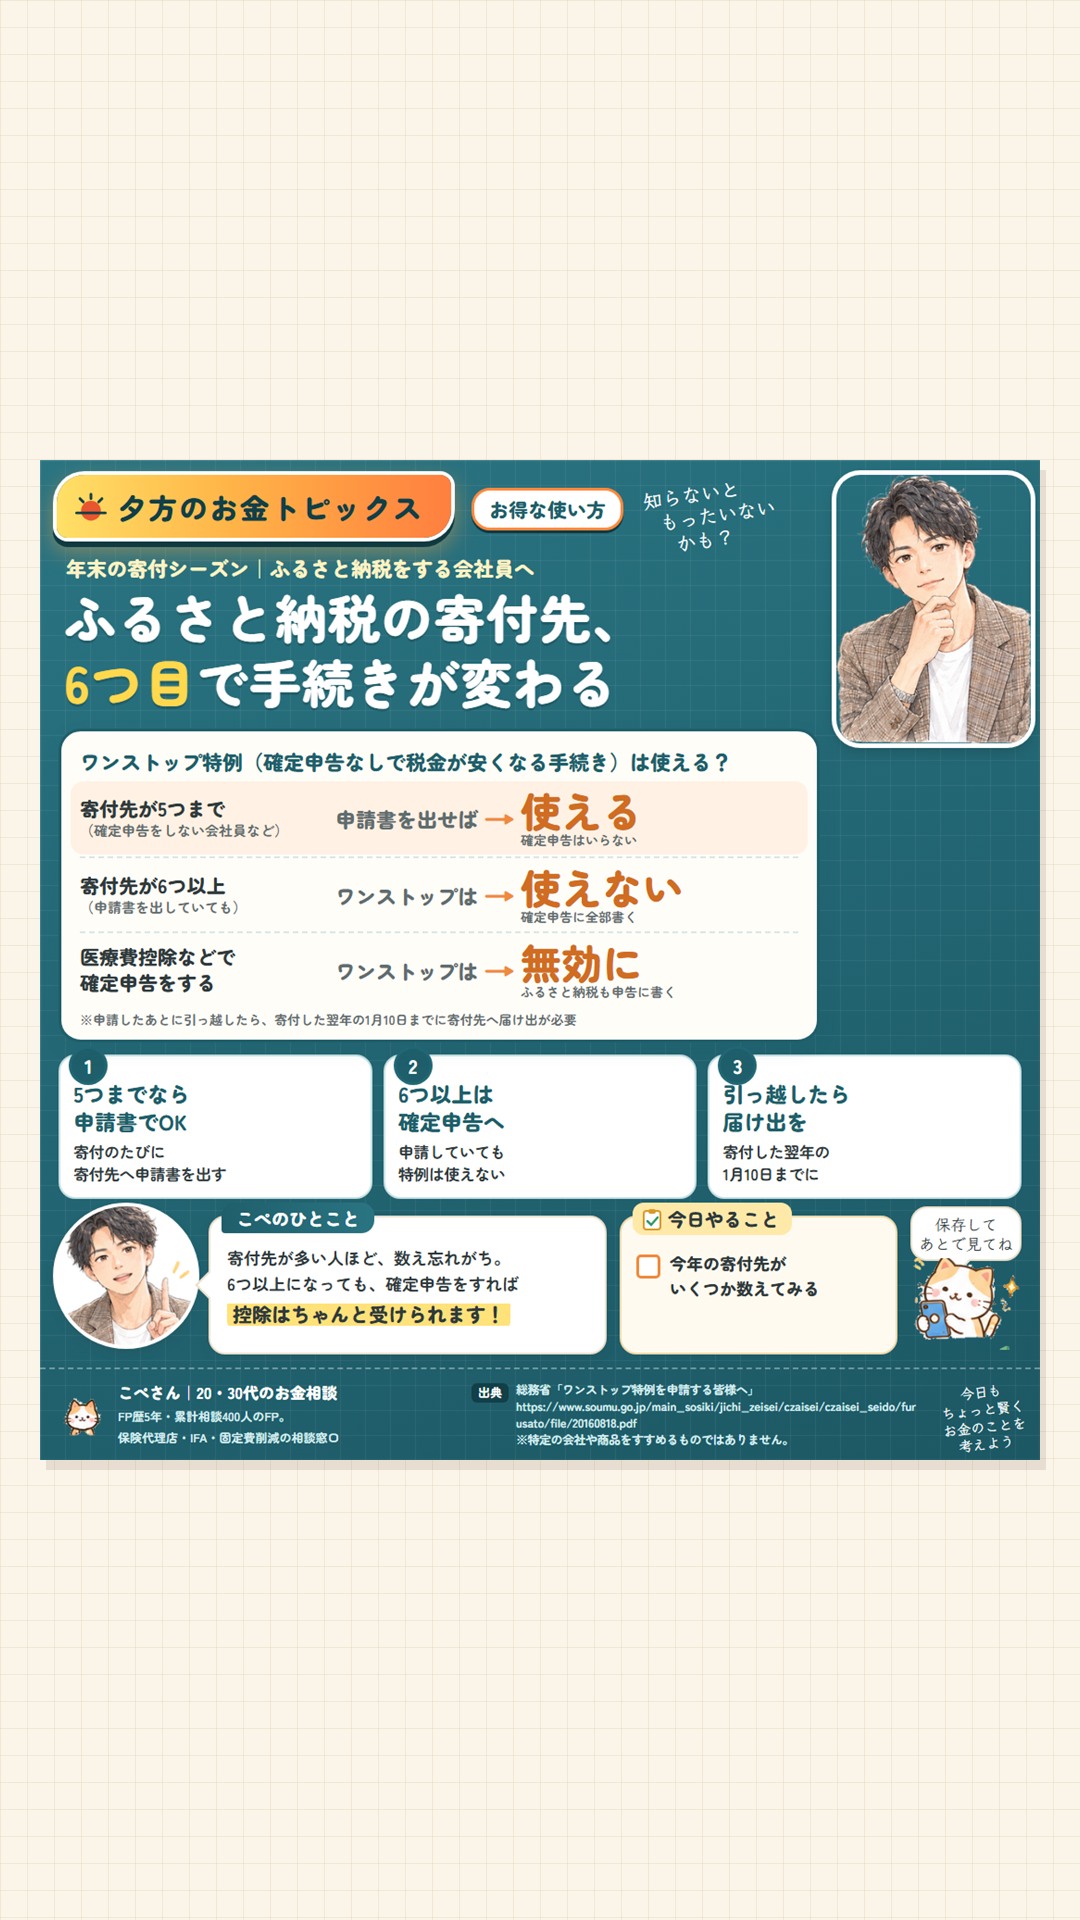 夕方のお金トピックス
お得な使い方
知らないと
もったいない
かも？
年末の寄付シーズン｜ふるさと納税をする会社員へ
ふるさと納税の寄付先、
6つ目で手続きが変わる
ワンストップ特例（確定申告なしで税金が安くなる手続き）は使える？
寄付先が5つまで
（確定申告をしない会社員など）
申請書を出せば→使える
確定申告はいらない
寄付先が6つ以上
（申請書を出していても）
ワンストップは→使えない
確定申告に全部書く
医療費控除などで
確定申告をする
ワンストップは→無効に
ふるさと納税も申告に書く
※申請したあとに引っ越したら、寄付した翌年の1月10日までに寄付先へ届け出が必要
1
5つまでなら
申請書でOK
寄付のたびに
寄付先へ申請書を出す
2
6つ以上は
確定申告へ
申請していても
特例は使えない
3
引っ越したら
届け出を
寄付した翌年の
1月10日までに
こぺのひとこと
寄付先が多い人ほど、数え忘れがち。
6つ以上になっても、確定申告をすれば
控除はちゃんと受けられます！
今日やること
今年の寄付先が
いくつか数えてみる
保存して
あとで見てね
こぺさん｜20・30代のお金相談
FP歴5年・累計相談400人のFP。
保険代理店・IFA・固定費削減の相談窓口
出典
総務省「ワンストップ特例を申請する皆様へ」
https://www.soumu.go.jp/main_sosiki/jichi_zeisei/czaisei/czaisei_seido/fur
usato/file/20160818.pdf
※特定の会社や商品をすすめるものではありません。
今日も
ちょっと賢く
お金のことを
考えよう